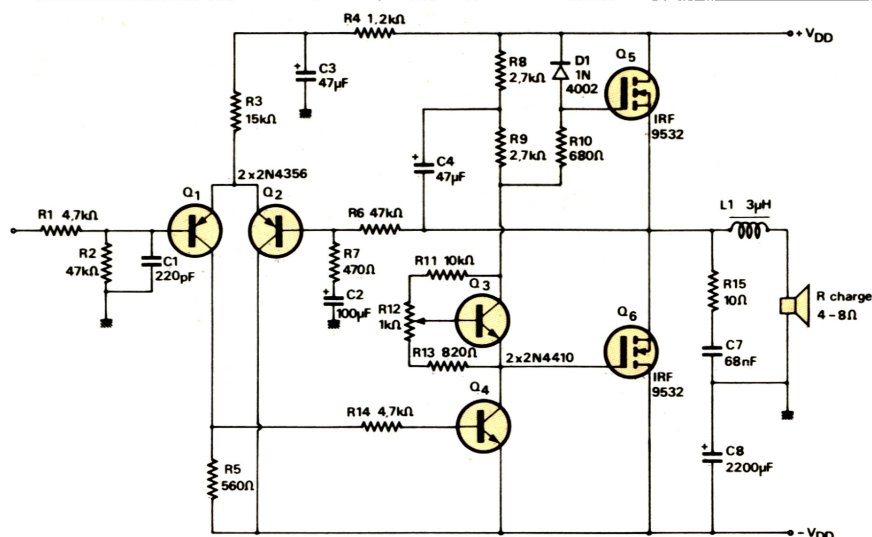 R4 1,2kΩ
+ VDD
+
C3
47µF
R8
2,7kΩ
D1
1N
4002
Q5
R3
15kΩ
IRF
9532
R9
2,7kΩ
R10
680Ω
+
C4
47µF
2x2N4356
Q1
Q2
L1 3µH
R1 4,7kΩ
R6 47kΩ
R2
47kΩ
C1
220pF
R7
470Ω
R11 10kΩ
Q3
R15
10Ω
R charge
4-8Ω
+
C2
100µF
R12
1kΩ
Q6
C7
68nF
R13 820Ω
2x2N4410
IRF
9532
Q4
R14 4,7kΩ
+
C8
2200µF
R5
560Ω
- VDD